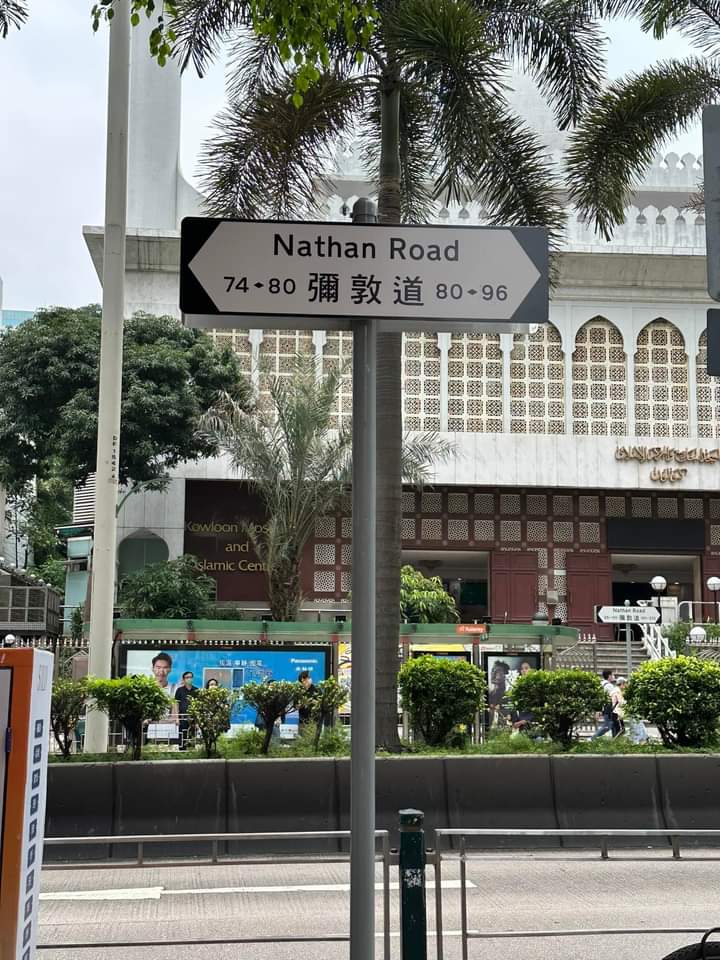 Nathan Road
74 80 彌敦道 80 96
Kowloon Mos
and
Islamic Cent
Panasonic
Nathan Road
彌敦道